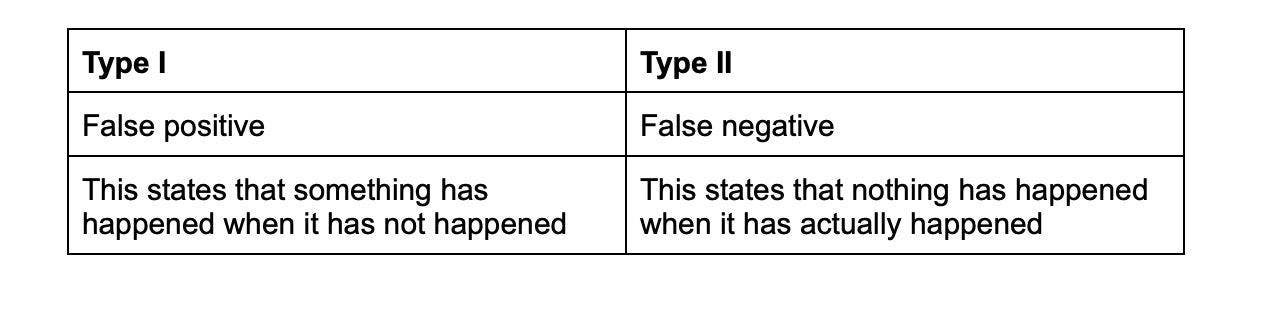 Type I
Type II
False positive
False negative
This states that something has
happened when it has not happened
This states that nothing has happened
when it has actually happened